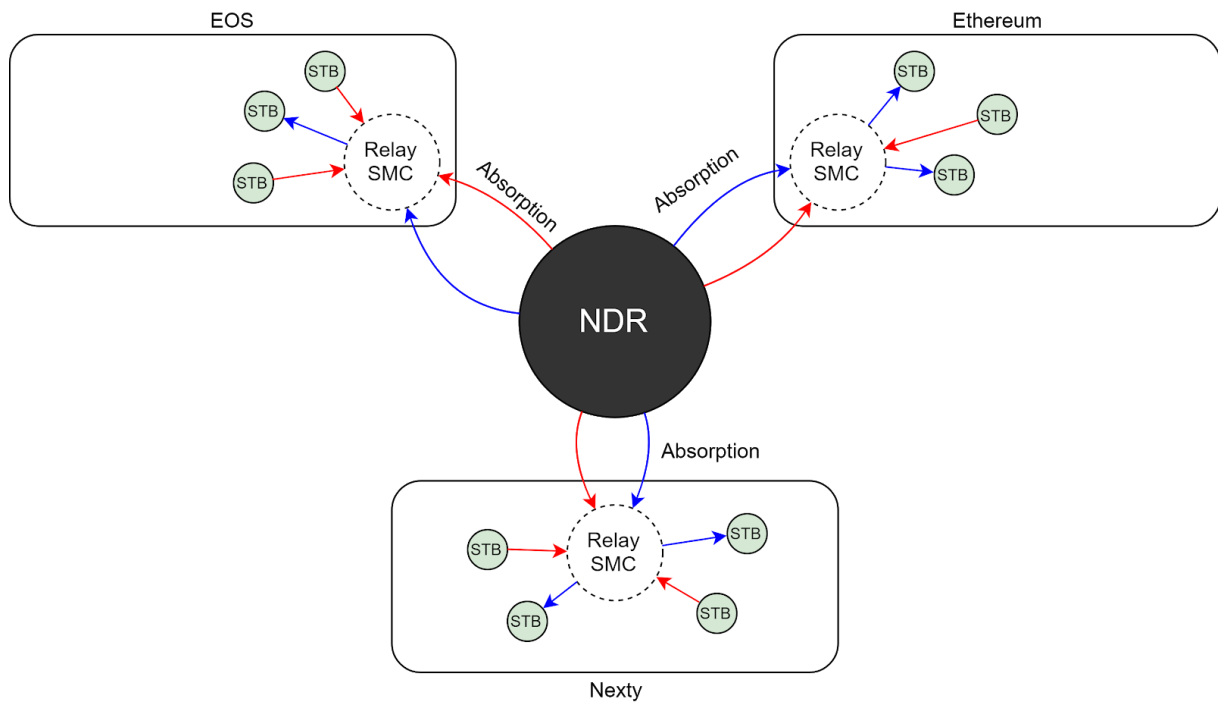 EOS
STB
STB
STB
Relay
SMC
Absorption
Ethereum
STB
STB
STB
Relay
SMC
Absorption
NDR
Absorption
STB
STB
Relay
SMC
STB
STB
Nexty